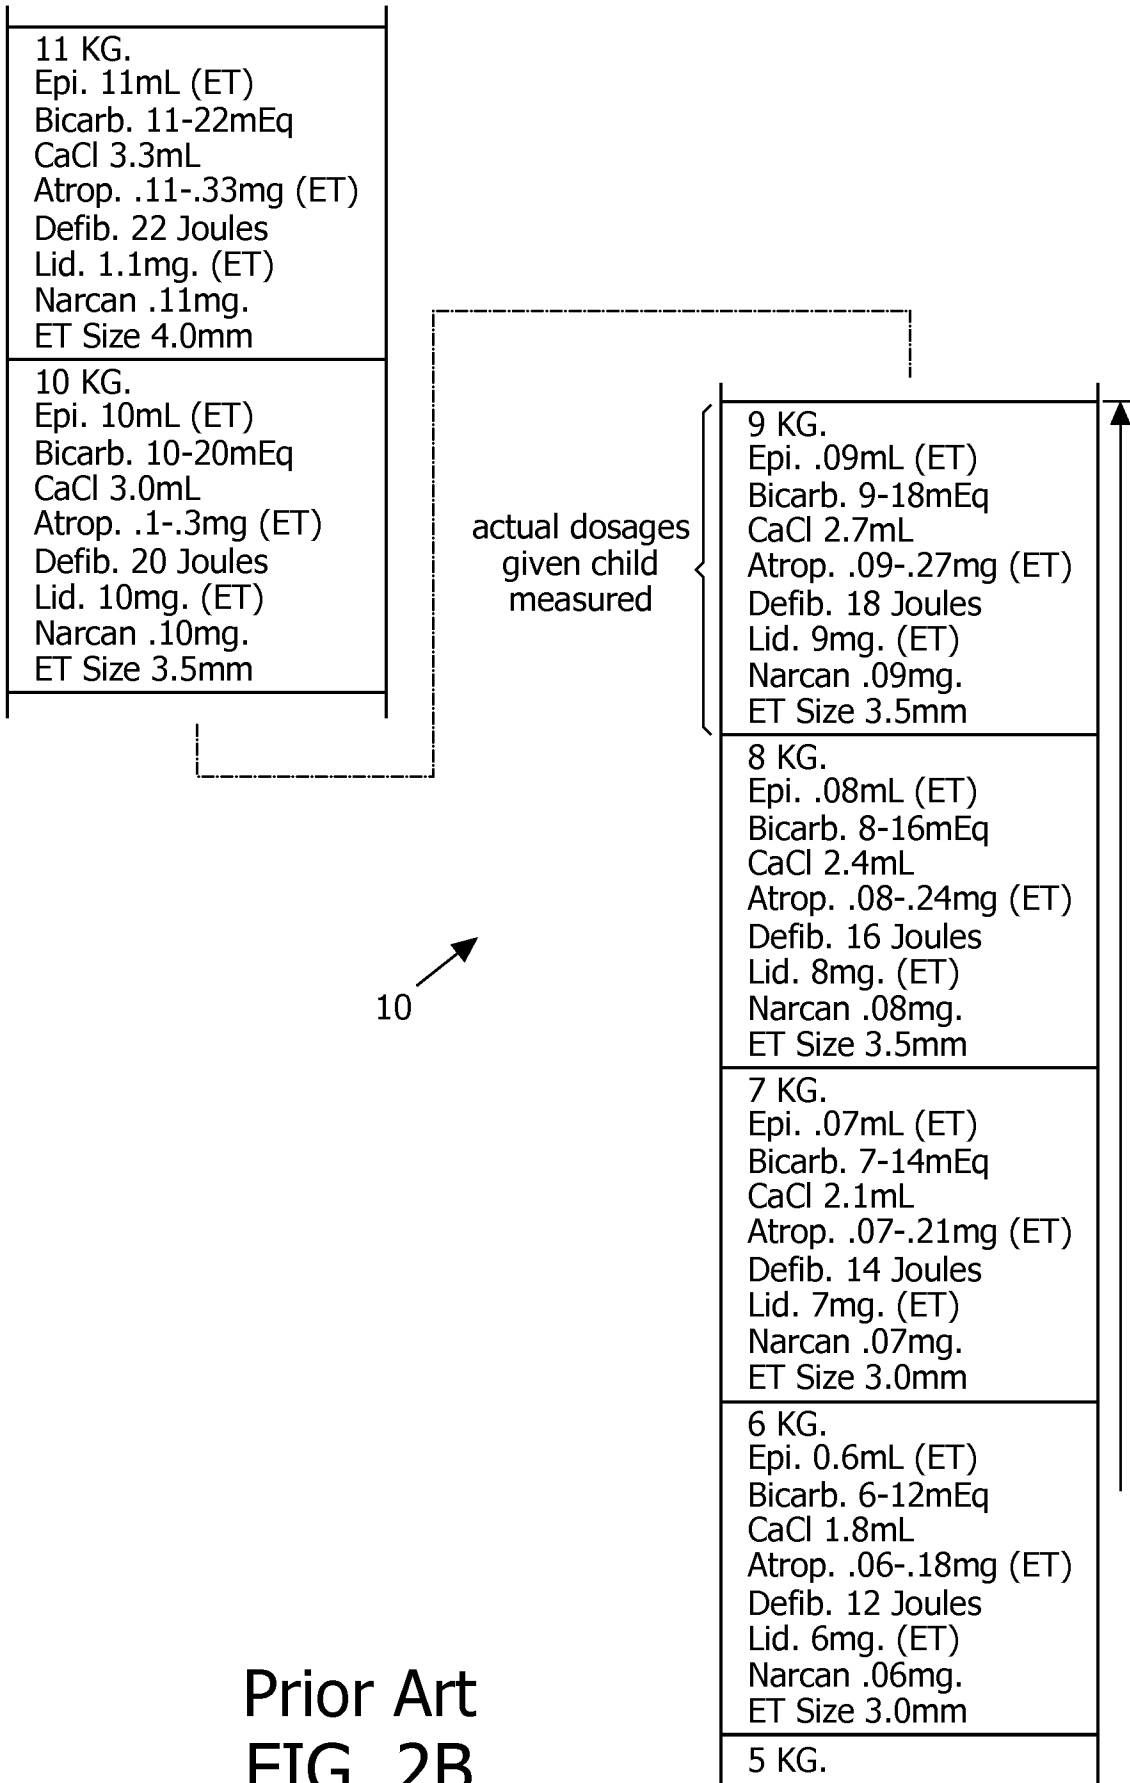 11 KG.
Epi. 11mL (ET)
Bicarb. 11-22mEq
CaCl 3.3mL
Atrop. .11-.33mg (ET)
Defib. 22 Joules
Lid. 1.1mg. (ET)
Narcan .11mg.
ET Size 4.0mm
10 KG.
Epi. 10mL (ET)
Bicarb. 10-20mEq
CaCl 3.0mL
Atrop. .1-.3mg (ET)
Defib. 20 Joules
Lid. 10mg. (ET)
Narcan .10mg.
ET Size 3.5mm
actual dosages
given child
measured
9 KG.
Epi. .09mL (ET)
Bicarb. 9-18mEq
CaCl 2.7mL
Atrop. .09-.27mg (ET)
Defib. 18 Joules
Lid. 9mg. (ET)
Narcan .09mg.
ET Size 3.5mm
8 KG.
Epi. .08mL (ET)
Bicarb. 8-16mEq
CaCl 2.4mL
Atrop. .08-.24mg (ET)
Defib. 16 Joules
Lid. 8mg. (ET)
Narcan .08mg.
ET Size 3.5mm
10
7 KG.
Epi. .07mL (ET)
Bicarb. 7-14mEq
CaCl 2.1mL
Atrop. .07-.21mg (ET)
Defib. 14 Joules
Lid. 7mg. (ET)
Narcan .07mg.
ET Size 3.0mm
6 KG.
Epi. 0.6mL (ET)
Bicarb. 6-12mEq
CaCl 1.8mL
Atrop. .06-.18mg (ET)
Defib. 12 Joules
Lid. 6mg. (ET)
Narcan .06mg.
ET Size 3.0mm
5 KG.
Prior Art
FIG. 2B